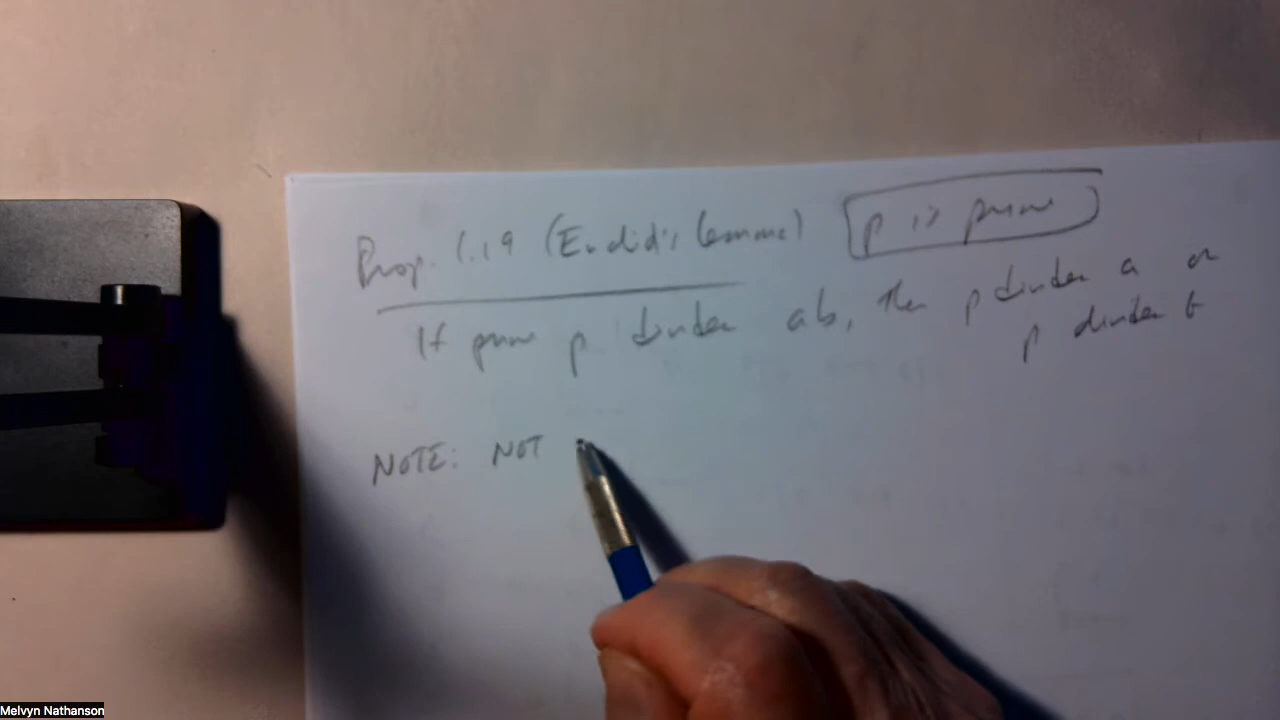 Prop. 1.19 (Euclid's Lemma) p is prime
If prime p divides ab, then p divides a or
p divides b
NOTE: NOT
Melvyn Nathanson